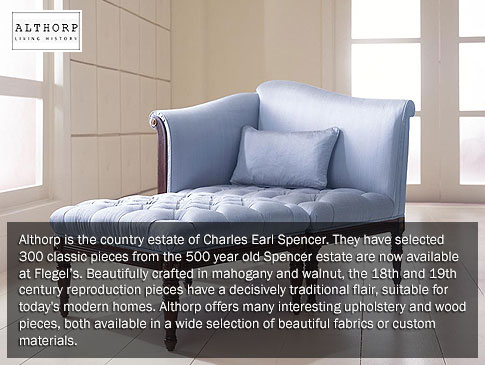 ALTHORP
LIVING HISTORY
Althorp is the country estate of Charles Earl Spencer. They have selected
300 classic pieces from the 500 year old Spencer estate are now available
at Flegel's. Beautifully crafted in mahogany and walnut, the 18th and 19th
century reproduction pieces have a decisively traditional flair, suitable for
today's modern homes. Althorp offers many interesting upholstery and wood
pieces, both available in a wide selection of beautiful fabrics or custom
materials.